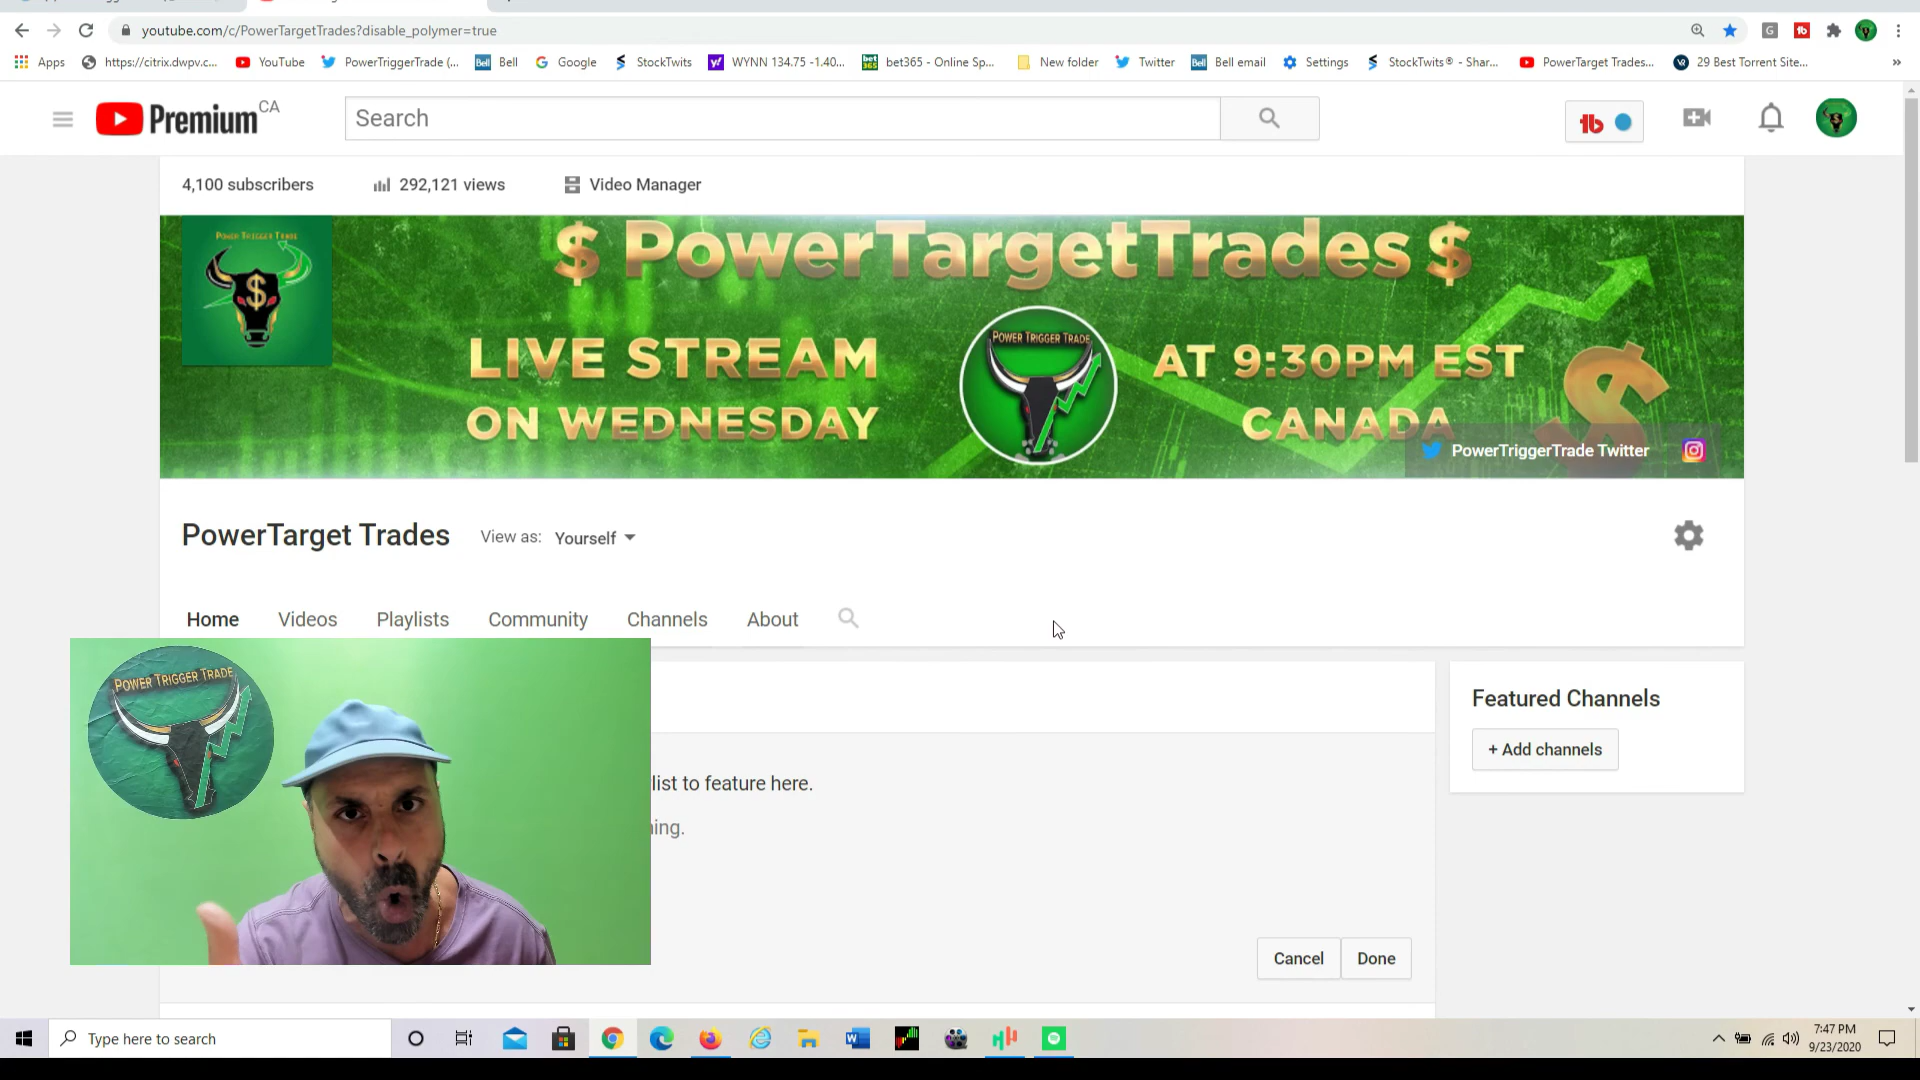 youtube.com/c/PowerTargetTrades?disable_polymer=true
Apps https://citrix.dwpv.c... YouTube PowerTriggerTrade (... Bell Google StockTwits WYNN 134.75 -1.40... bet365 - Online Sp... New folder Twitter Bell email Settings StockTwits® - Shar... PowerTarget Trades... 29 Best Torrent Site... »
Premium CA
Search
4,100 subscribers 292,121 views Video Manager
POWER TRIGGER TRADE
$ PowerTargetTrades $
LIVE STREAM
ON WEDNESDAY
POWER TRIGGER TRADE
AT 9:30PM EST
CANADA
PowerTriggerTrade Twitter
PowerTarget Trades View as: Yourself
Home Videos Playlists Community Channels About
POWER TRIGGER TRADE
list to feature here.
ing.
Cancel Done
Featured Channels
+ Add channels
Type here to search
7:47 PM
9/23/2020